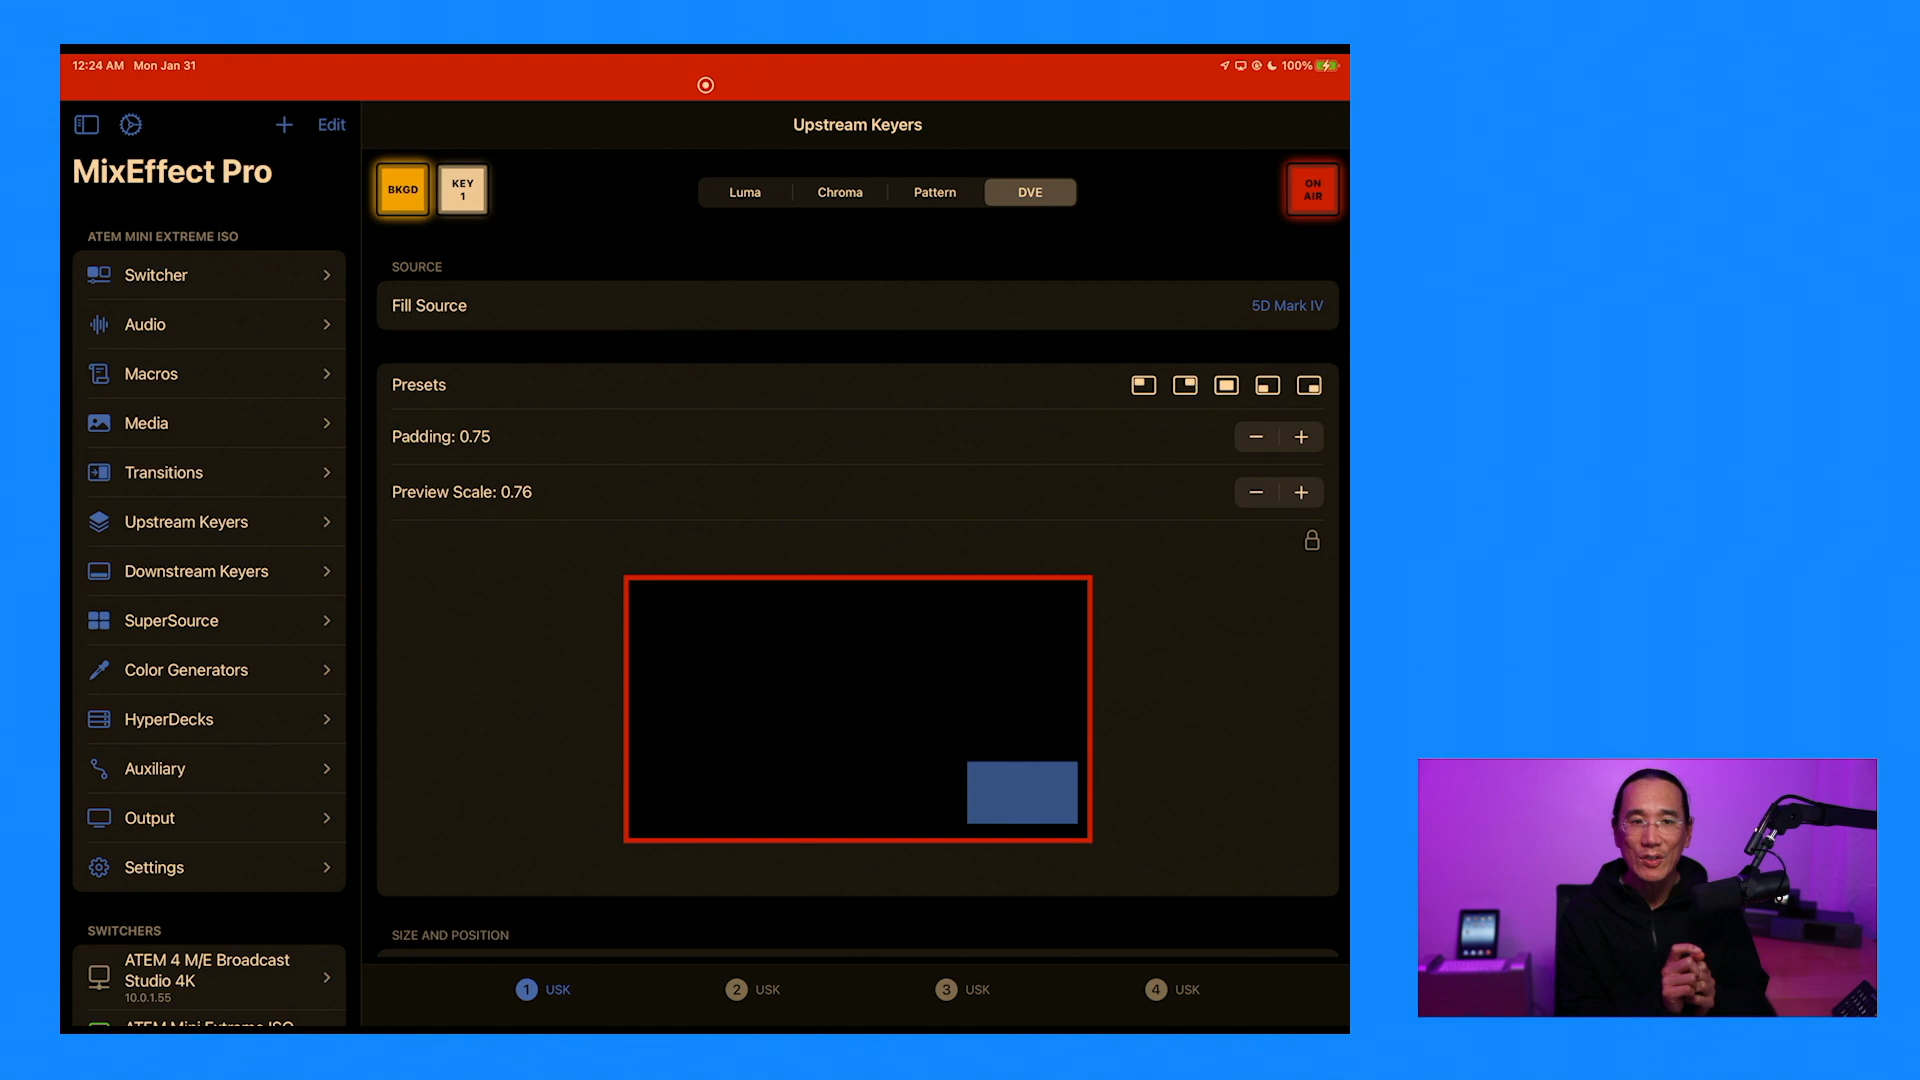 12:24 AM Mon Jan 31
100%
Edit
Upstream Keyers
MixEffect Pro
BKGD
KEY
1
Luma
Chroma
Pattern
DVE
ON
AIR
ATEM MINI EXTREME ISO
Switcher
Audio
Macros
Media
Transitions
Upstream Keyers
Downstream Keyers
SuperSource
Color Generators
HyperDecks
Auxiliary
Output
Settings
SWITCHERS
ATEM 4 M/E Broadcast
Studio 4K
10.0.1.55
ATEM Mini Extreme ISO
SOURCE
Fill Source
5D Mark IV
Presets
Padding: 0.75
Preview Scale: 0.76
SIZE AND POSITION
1 USK
2 USK
3 USK
4 USK